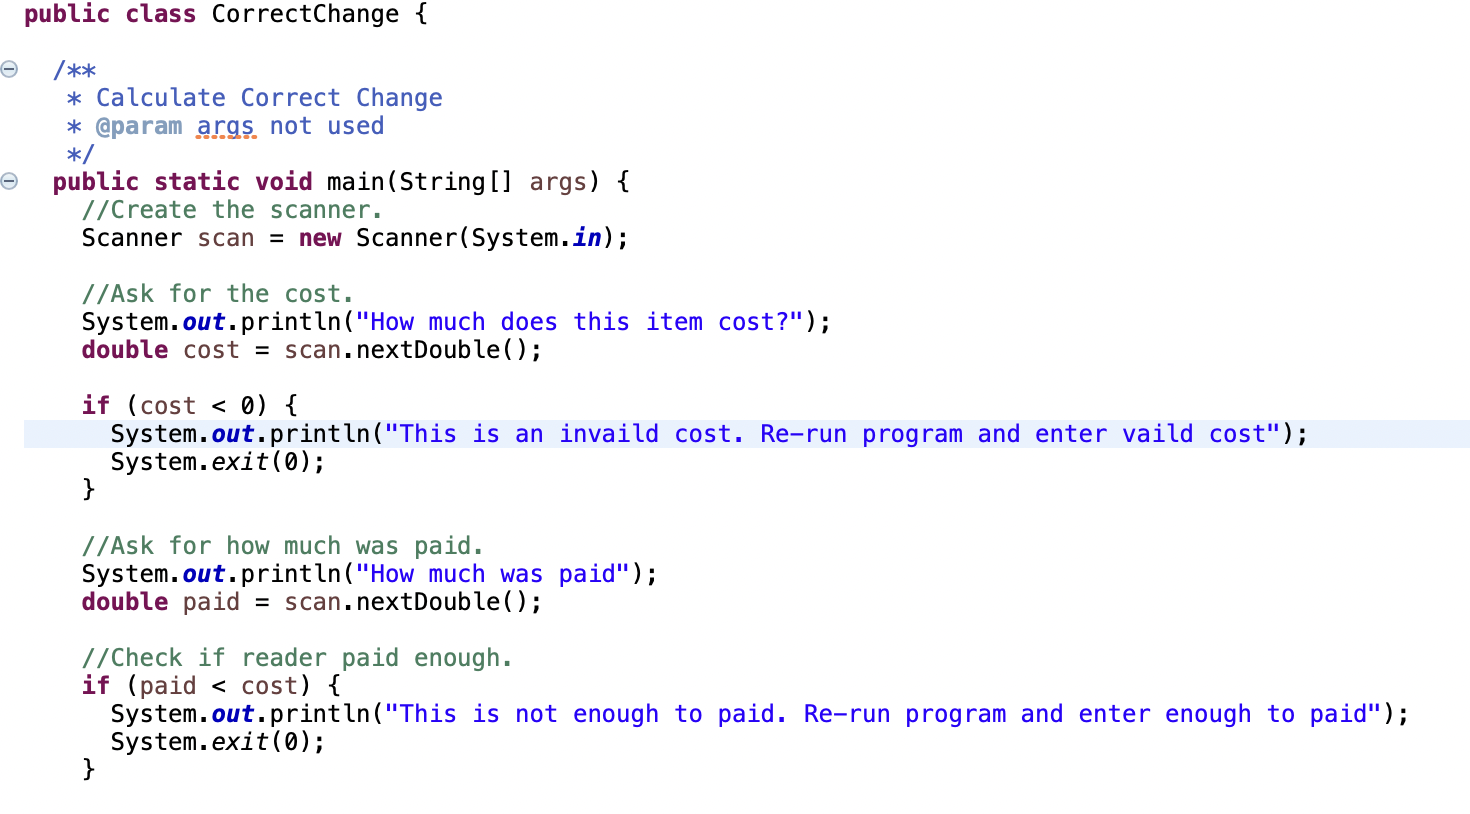 public class CorrectChange {
/**
* Calculate Correct Change
* @param args not used
*/
public static void main(String[] args) {
//Create the scanner.
Scanner scan = new Scanner(System.in);
//Ask for the cost.
System.out.println("How much does this item cost?");
double cost = scan.nextDouble();
if (cost < 0) {
System.out.println("This is an invaild cost. Re-run program and enter vaild cost");
System.exit(0);
}
//Ask for how much was paid.
System.out.println("How much was paid");
double paid = scan.nextDouble();
//Check if reader paid enough.
if (paid < cost) {
System.out.println("This is not enough to paid. Re-run program and enter enough to paid");
System.exit(0);
}